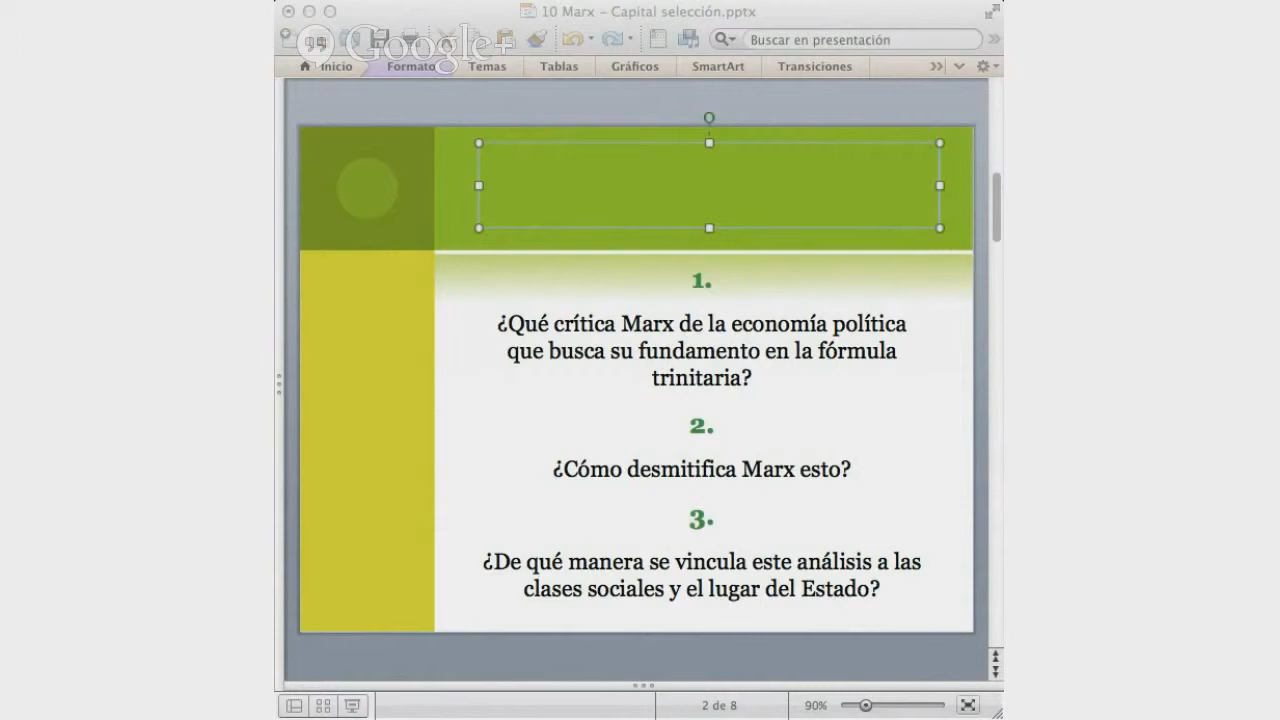 10 Marx – Capital selección.pptx
Google+
Buscar en presentación
Inicio Formato Temas Tablas Gráficos SmartArt Transiciones
1.
¿Qué crítica Marx de la economía política
que busca su fundamento en la fórmula
trinitaria?
2.
¿Cómo desmitifica Marx esto?
3.
¿De qué manera se vincula este análisis a las
clases sociales y el lugar del Estado?
2 de 8
90%